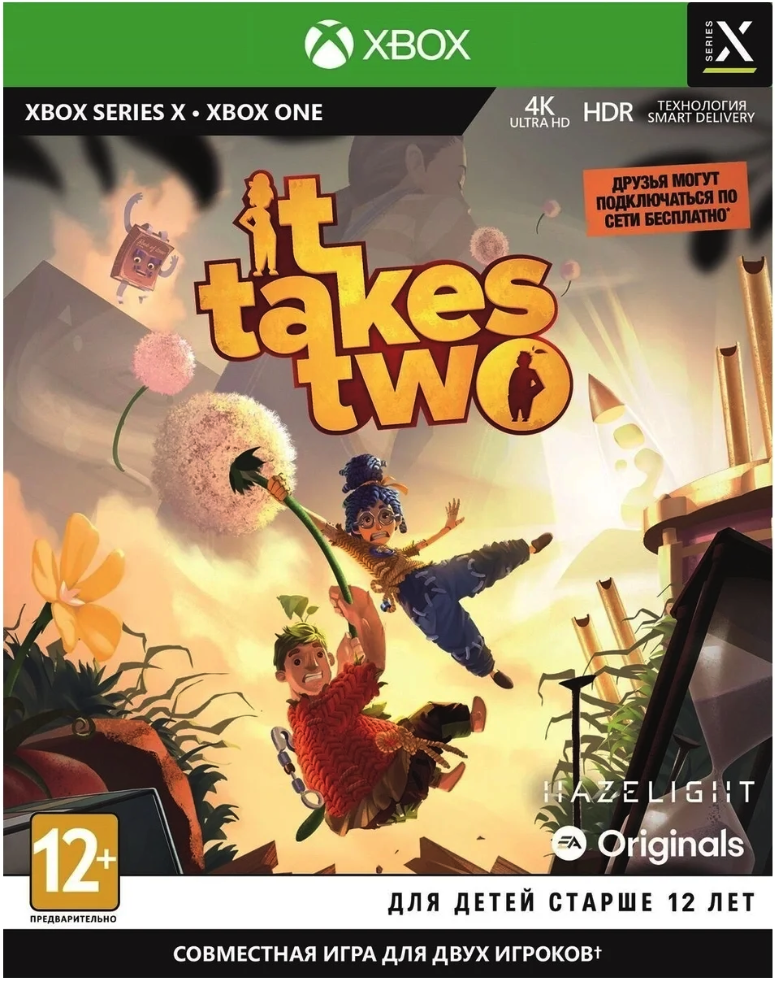 XBOX
SERIES X
XBOX SERIES X • XBOX ONE
4K
ULTRA HD
HDR
ТЕХНОЛОГИЯ
SMART DELIVERY
ДРУЗЬЯ МОГУТ
ПОДКЛЮЧАТЬСЯ ПО
СЕТИ БЕСПЛАТНО*
it
takes
two
HAZELIGHT
EA Originals
12+
ПРЕДВАРИТЕЛЬНО
ДЛЯ ДЕТЕЙ СТАРШЕ 12 ЛЕТ
СОВМЕСТНАЯ ИГРА ДЛЯ ДВУХ ИГРОКОВ†